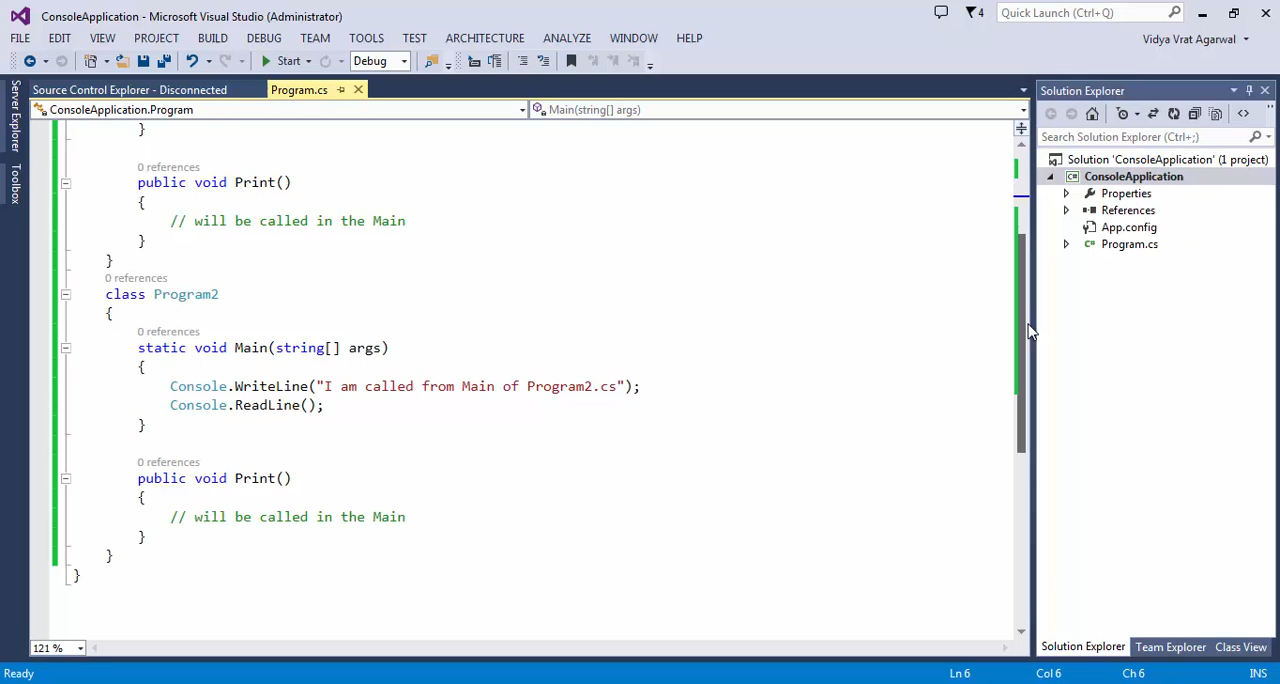 ConsoleApplication - Microsoft Visual Studio (Administrator)
4
Quick Launch (Ctrl+Q)
FILE EDIT VIEW PROJECT BUILD DEBUG TEAM TOOLS TEST ARCHITECTURE ANALYZE WINDOW HELP
Vidya Vrat Agarwal
Start Debug
Server Explorer
Toolbox
Source Control Explorer - Disconnected Program.cs
ConsoleApplication.Program Main(string[] args)
}
0 references
public void Print()
{
// will be called in the Main
}
}
0 references
class Program2
{
0 references
static void Main(string[] args)
{
Console.WriteLine("I am called from Main of Program2.cs");
Console.ReadLine();
}
0 references
public void Print()
{
// will be called in the Main
}
}
}
121 %
Solution Explorer
Search Solution Explorer (Ctrl+;)
Solution 'ConsoleApplication' (1 project)
C# ConsoleApplication
Properties
References
App.config
C# Program.cs
Solution Explorer Team Explorer Class View
Ready Ln 6 Col 6 Ch 6 INS